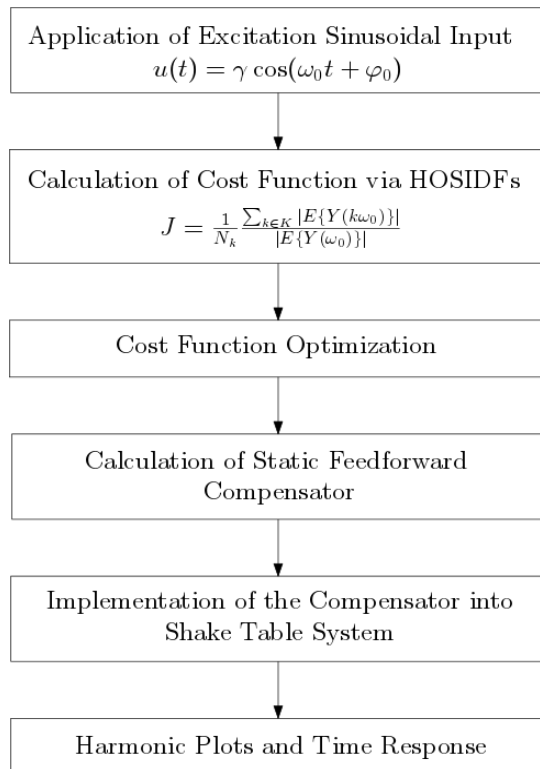 Application of Excitation Sinusoidal Input
u(t) = γ cos(ω₀t + φ₀)
Calculation of Cost Function via HOSIDFs
J = 1/Nₖ ∑ₖ∈K |E{Y(kω₀)}| / |E{Y(ω₀)}|
Cost Function Optimization
Calculation of Static Feedforward
Compensator
Implementation of the Compensator into
Shake Table System
Harmonic Plots and Time Response